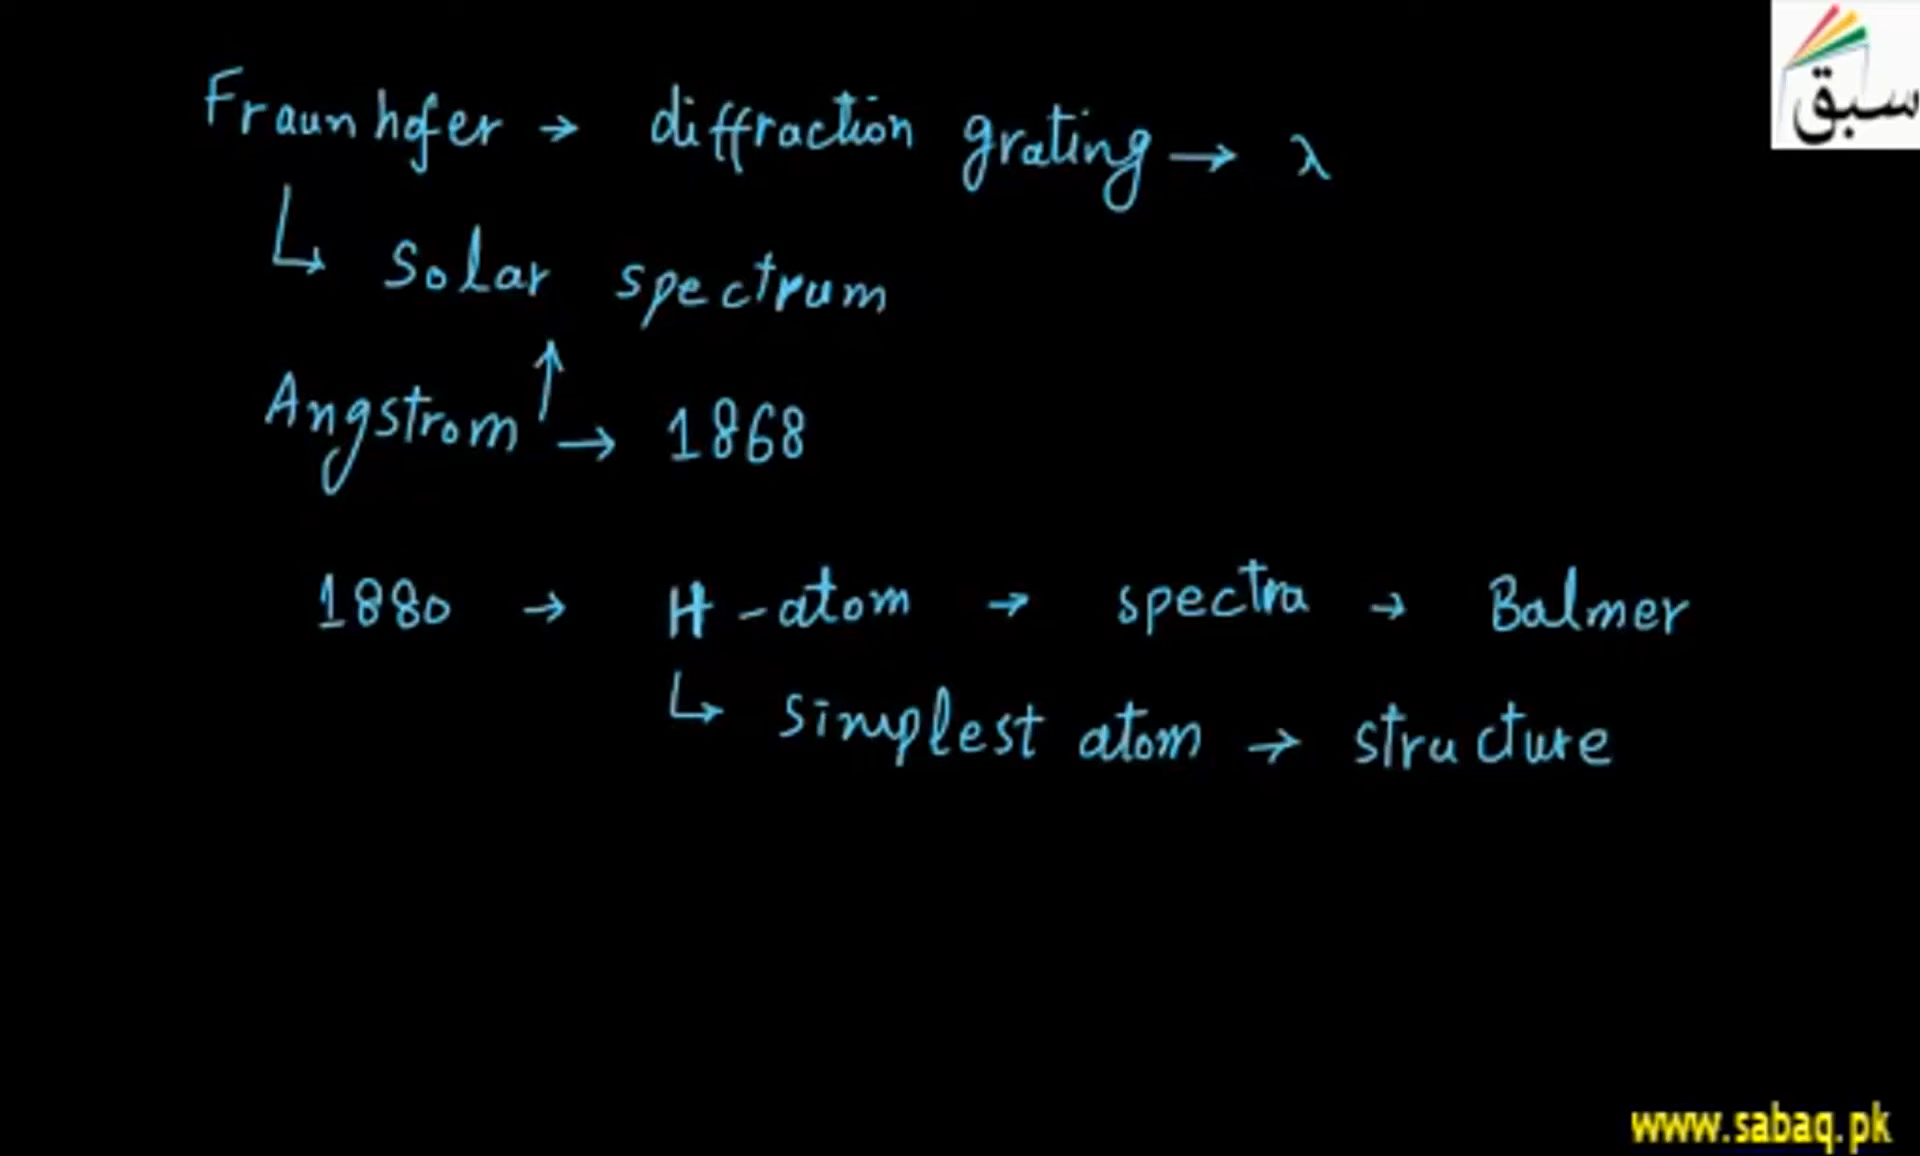 سبق
Fraunhofer → diffraction grating → λ
↳ Solar spectrum
↑
Angstrom → 1868
1880 → H-atom → spectra → Balmer
↳ Simplest atom → structure
www.sabaq.pk